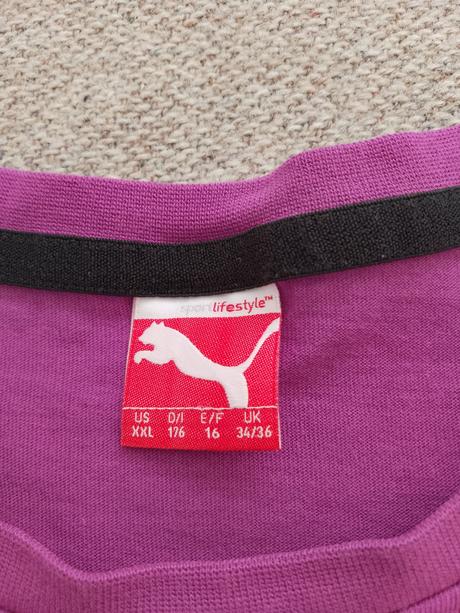 sportlifestyle™
US D/I E/F UK
XXL 176 16 34/36